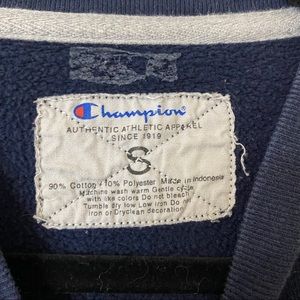 Champion
AUTHENTIC ATHLETIC APPAREL
SINCE 1919
S
90% Cotton /10% Polyester Made in Indonesia
Machine wash warm Gentle cycle
with like colors Do not bleach
Tumble dry low Low iron Do not
iron or Dryclean decoration